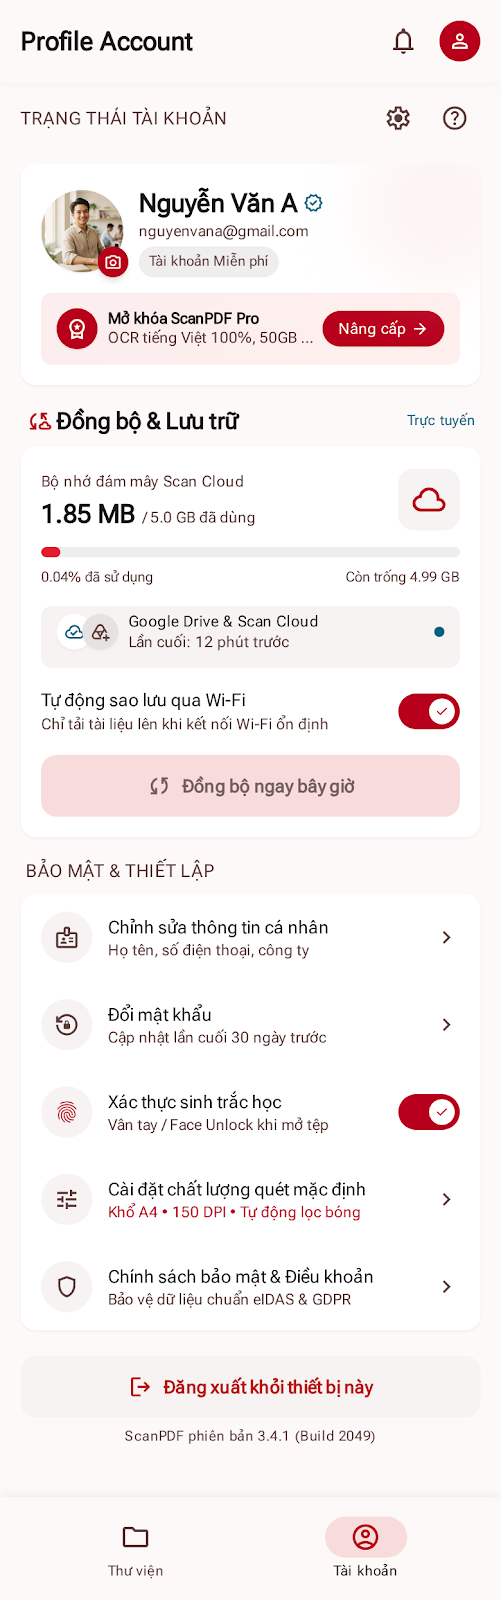 Profile Account
TRẠNG THÁI TÀI KHOẢN
Nguyễn Văn A
nguyenvana@gmail.com
Tài khoản Miễn phí
Mở khóa ScanPDF Pro
OCR tiếng Việt 100%, 50GB ...
Nâng cấp →
Đồng bộ & Lưu trữ
Trực tuyến
Bộ nhớ đám mây Scan Cloud
1.85 MB / 5.0 GB đã dùng
0.04% đã sử dụng
Còn trống 4.99 GB
Google Drive & Scan Cloud
Lần cuối: 12 phút trước
Tự động sao lưu qua Wi-Fi
Chỉ tải tài liệu lên khi kết nối Wi-Fi ổn định
Đồng bộ ngay bây giờ
BẢO MẬT & THIẾT LẬP
Chỉnh sửa thông tin cá nhân
Họ tên, số điện thoại, công ty
Đổi mật khẩu
Cập nhật lần cuối 30 ngày trước
Xác thực sinh trắc học
Vân tay / Face Unlock khi mở tệp
Cài đặt chất lượng quét mặc định
Khổ A4 • 150 DPI • Tự động lọc bóng
Chính sách bảo mật & Điều khoản
Bảo vệ dữ liệu chuẩn eIDAS & GDPR
Đăng xuất khỏi thiết bị này
ScanPDF phiên bản 3.4.1 (Build 2049)
Thư viện
Tài khoản